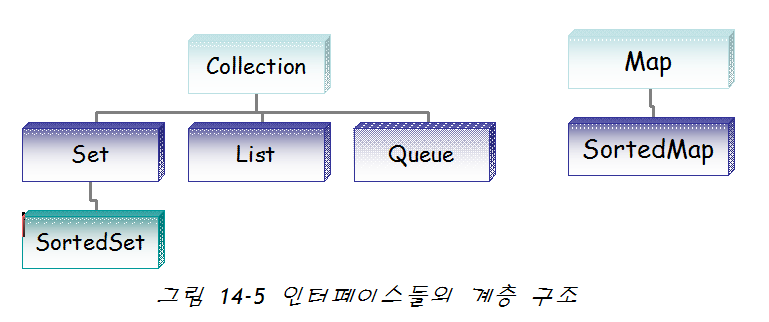 Collection
Map
Set
List
Queue
SortedMap
SortedSet
그림 14-5 인터페이스들의 계층 구조